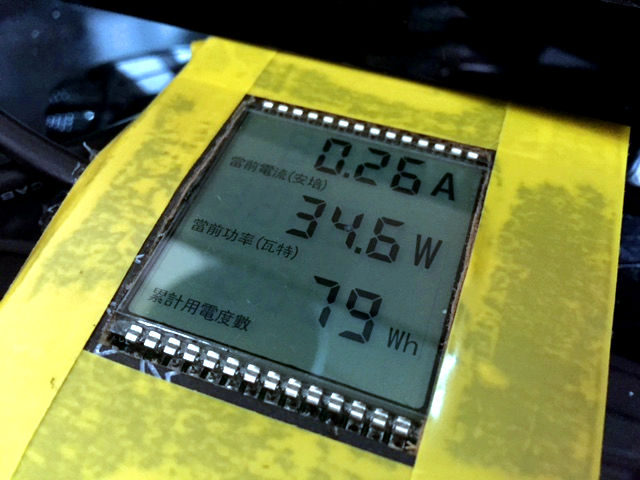 0.26 A
當前電流(安培)
34.6 W
當前功率(瓦特)
79 Wh
累計用電度數